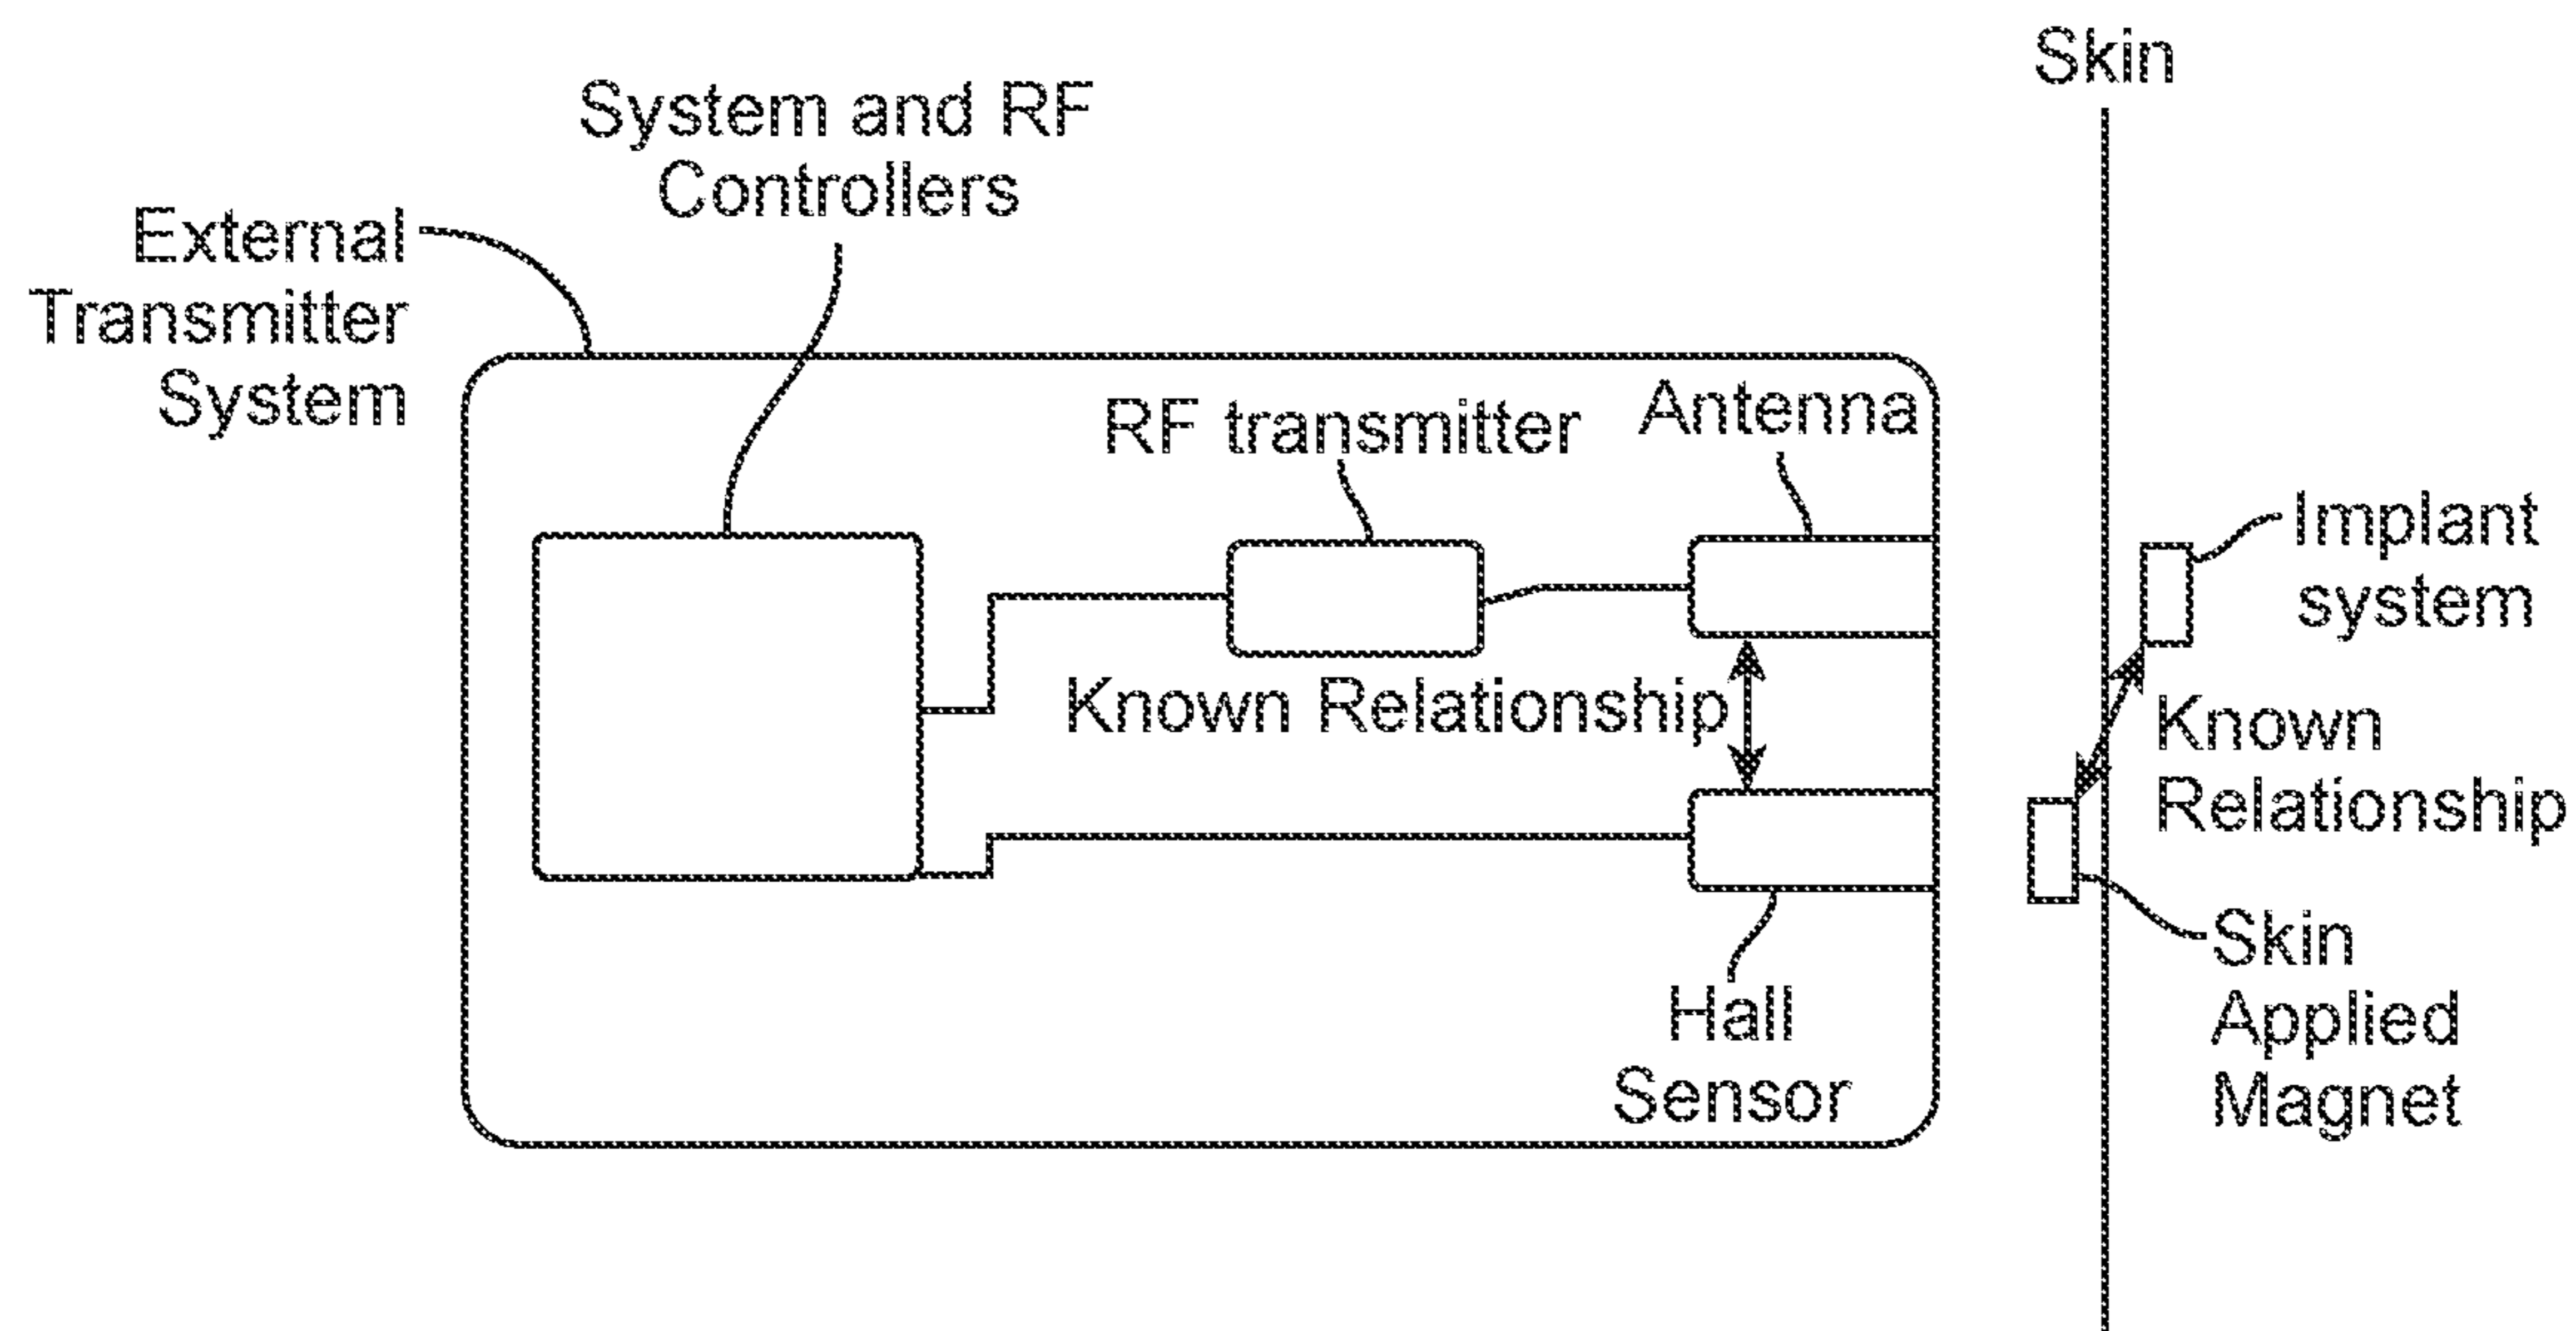 Skin
System and RF
Controllers
External
Transmitter
System
RF transmitter
Antenna
Implant
system
Known Relationship
Known
Relationship
Skin
Applied
Magnet
Hall
Sensor